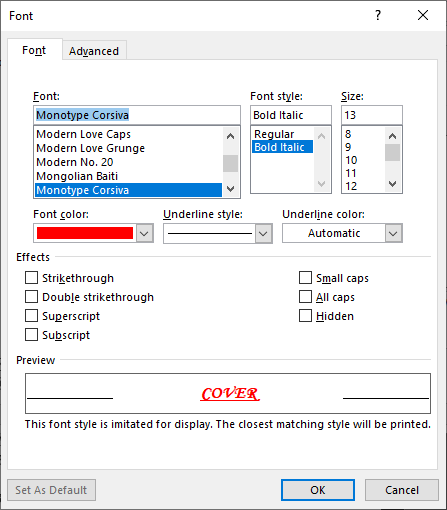 Font
Font Advanced
Font: Font style: Size:
Monotype Corsiva Bold Italic 13
Modern Love Caps Regular 8
Modern Love Grunge Bold Italic 9
Modern No. 20 10
Mongolian Baiti 11
Monotype Corsiva 12
Font color: Underline style: Underline color:
Automatic
Effects
Strikethrough Small caps
Double strikethrough All caps
Superscript Hidden
Subscript
Preview
COVER
This font style is imitated for display. The closest matching style will be printed.
Set As Default OK Cancel